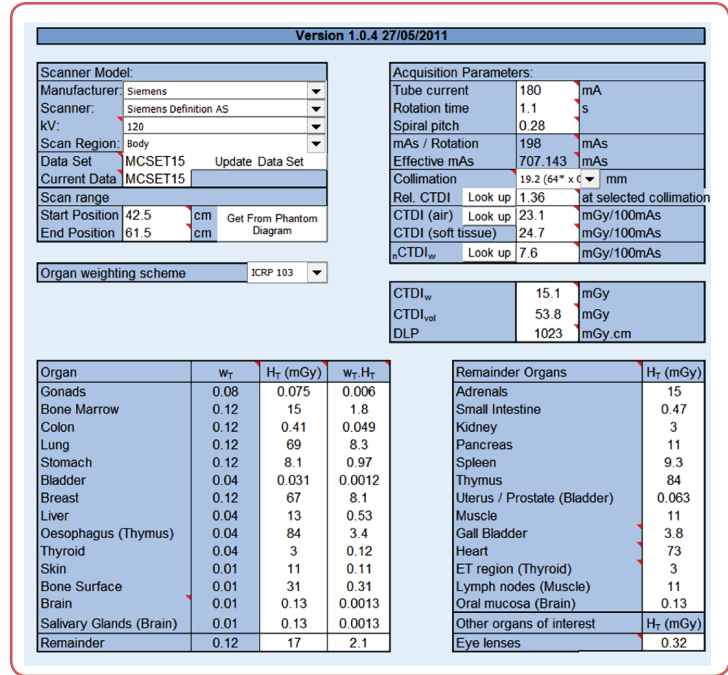 Version 1.0.4 27/05/2011
Scanner Model:
Manufacturer: Siemens
Scanner: Siemens Definition AS
kV: 120
Scan Region: Body
Data Set MCSET15 Update Data Set
Current Data MCSET15
Scan range
Start Position 42.5 cm Get From Phantom
End Position 61.5 cm Diagram
Organ weighting scheme ICRP 103
Acquisition Parameters:
Tube current 180 mA
Rotation time 1.1 s
Spiral pitch 0.28
mAs / Rotation 198 mAs
Effective mAs 707.143 mAs
Collimation 19.2 (64* x 0 mm
Rel. CTDI Look up 1.36 at selected collimation
CTDI (air) Look up 23.1 mGy/100mAs
CTDI (soft tissue) 24.7 mGy/100mAs
nCTDIw Look up 7.6 mGy/100mAs
CTDIw 15.1 mGy
CTDIvol 53.8 mGy
DLP 1023 mGy.cm
Organ wT HT (mGy) wT.HT
Gonads 0.08 0.075 0.006
Bone Marrow 0.12 15 1.8
Colon 0.12 0.41 0.049
Lung 0.12 69 8.3
Stomach 0.12 8.1 0.97
Bladder 0.04 0.031 0.0012
Breast 0.12 67 8.1
Liver 0.04 13 0.53
Oesophagus (Thymus) 0.04 84 3.4
Thyroid 0.04 3 0.12
Skin 0.01 11 0.11
Bone Surface 0.01 31 0.31
Brain 0.01 0.13 0.0013
Salivary Glands (Brain) 0.01 0.13 0.0013
Remainder 0.12 17 2.1
Remainder Organs HT (mGy)
Adrenals 15
Small Intestine 0.47
Kidney 3
Pancreas 11
Spleen 9.3
Thymus 84
Uterus / Prostate (Bladder) 0.063
Muscle 11
Gall Bladder 3.8
Heart 73
ET region (Thyroid) 3
Lymph nodes (Muscle) 11
Oral mucosa (Brain) 0.13
Other organs of interest HT (mGy)
Eye lenses 0.32